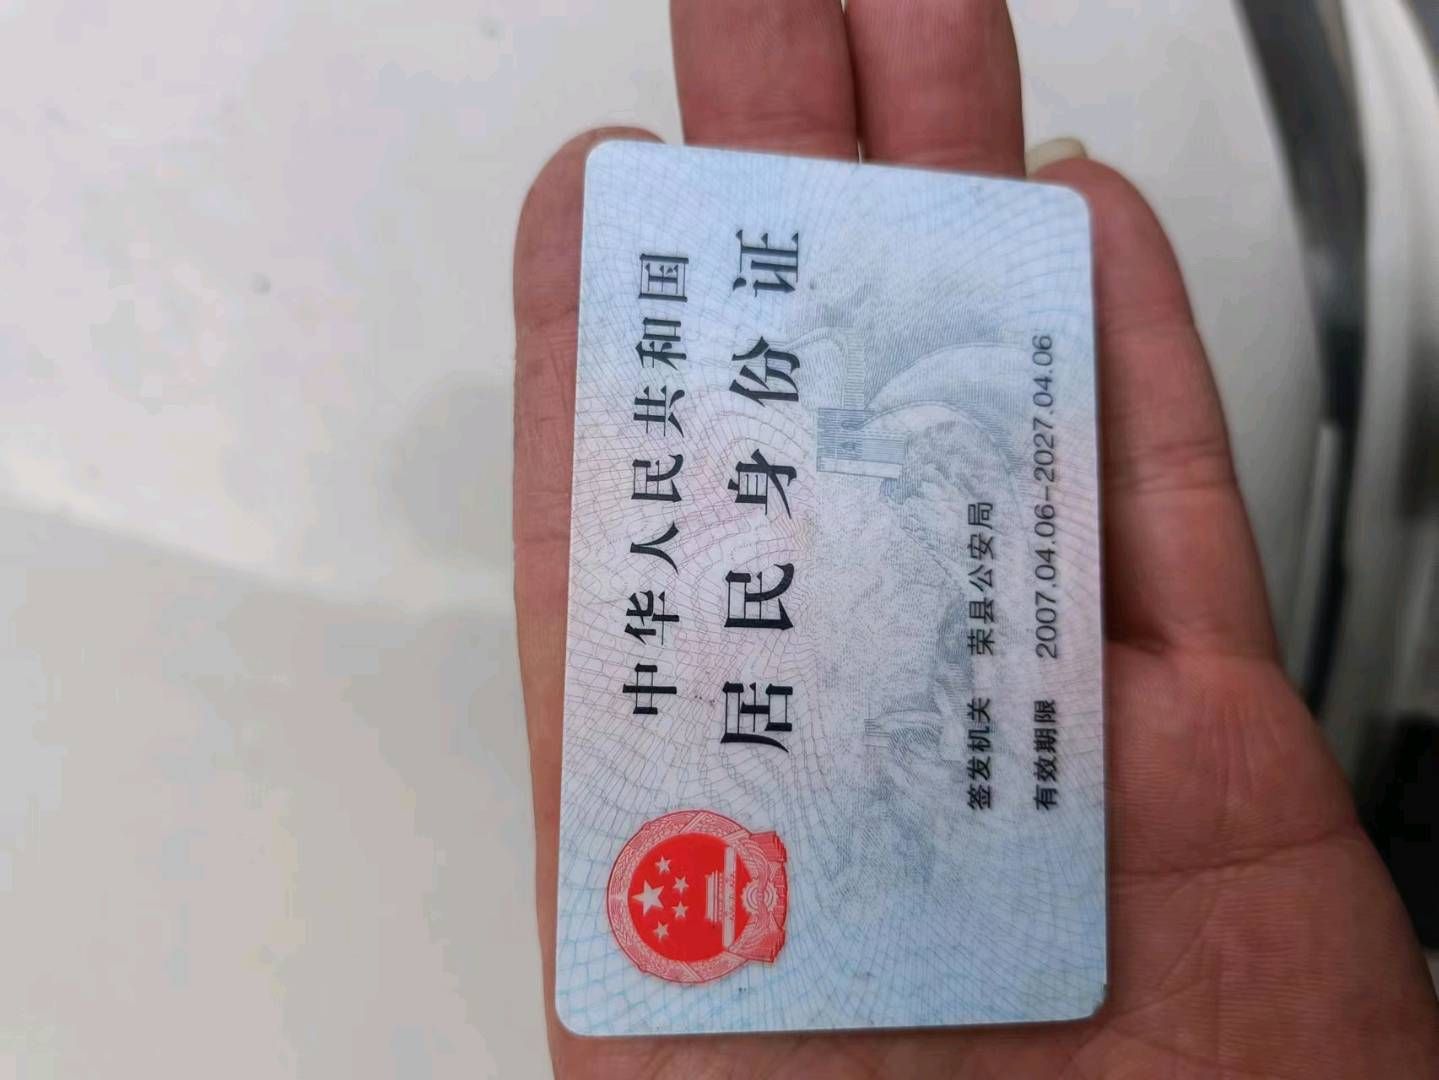 中华人民共和国
居民身份证
签发机关 荣县公安局
有效期限 2007.04.06-2027.04.06